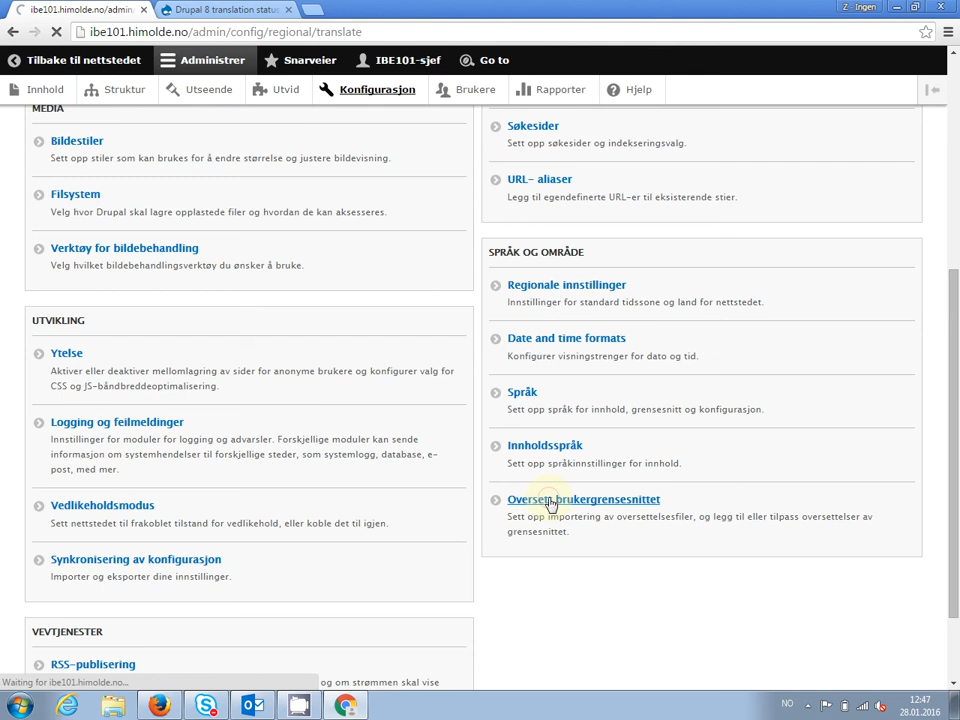 ibe101.himolde.no/admin/
Drupal 8 translation status
Z - Ingen
ibe101.himolde.no/admin/config/regional/translate
Tilbake til nettstedet
Administrer
Snarveier
IBE101-sjef
Go to
Innhold
Struktur
Utseende
Utvid
Konfigurasjon
Brukere
Rapporter
Hjelp
MEDIA
Bildestiler
Sett opp stiler som kan brukes for å endre størrelse og justere bildevisning.
Filsystem
Velg hvor Drupal skal lagre opplastede filer og hvordan de kan aksesseres.
Verktøy for bildebehandling
Velg hvilket bildebehandlingsverktøy du ønsker å bruke.
UTVIKLING
Ytelse
Aktiver eller deaktiver mellomlagring av sider for anonyme brukere og konfigurer valg for
CSS og JS-båndbreddeoptimalisering.
Logging og feilmeldinger
Innstillinger for moduler for logging og advarsler. Forskjellige moduler kan sende
informasjon om systemhendelser til forskjellige steder, som systemlogg, database, e-
post, med mer.
Vedlikeholdsmodus
Sett nettstedet til frakoblet tilstand for vedlikehold, eller koble det til igjen.
Synkronisering av konfigurasjon
Importer og eksporter dine innstillinger.
VEVTJENESTER
RSS-publisering
og om strømmen skal vise
Søkesider
Sett opp søkesider og indekseringsvalg.
URL- aliaser
Legg til egendefinerte URL-er til eksisterende stier.
SPRÅK OG OMRÅDE
Regionale innstillinger
Innstillinger for standard tidssone og land for nettstedet.
Date and time formats
Konfigurer visningstrenger for dato og tid.
Språk
Sett opp språk for innhold, grensesnitt og konfigurasjon.
Innholdsspråk
Sett opp språkinnstillinger for innhold.
Oversett brukergrensesnittet
Sett opp importering av oversettelsesfiler, og legg til eller tilpass oversettelser av
grensesnittet.
Waiting for ibe101.himolde.no...
NO
12:47
28.01.2016